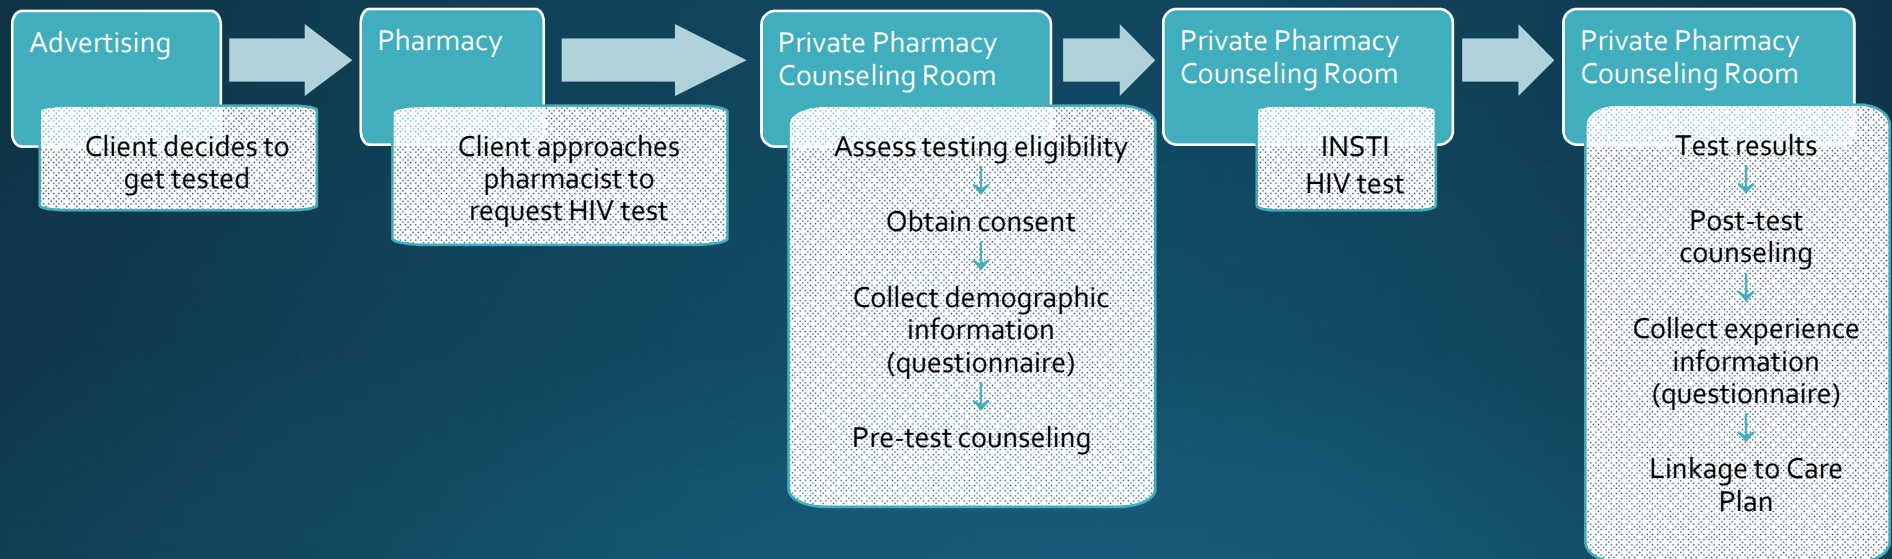 Advertising
Client decides to
get tested
Pharmacy
Client approaches
pharmacist to
request HIV test
Private Pharmacy
Counseling Room
Assess testing eligibility
↓
Obtain consent
↓
Collect demographic
information
(questionnaire)
↓
Pre-test counseling
Private Pharmacy
Counseling Room
INSTI
HIV test
Private Pharmacy
Counseling Room
Test results
↓
Post-test
counseling
↓
Collect experience
information
(questionnaire)
↓
Linkage to Care
Plan